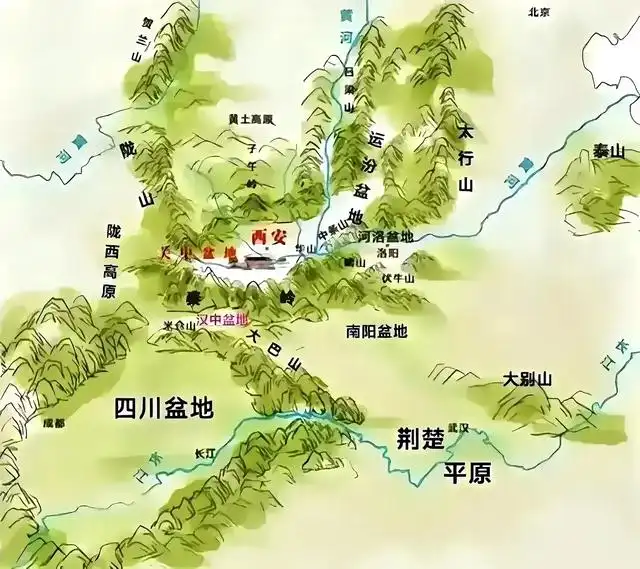 北京
贺兰山
黄河
吕梁山
黄土高原
运汾盆地
太行山
泰山
黄河
黄河
陇山
子午岭
陇西高原
西安
关中盆地
中条山
华山
河洛盆地
洛阳
崤山
伏牛山
秦岭
米仓山
汉中盆地
大巴山
南阳盆地
长江
大别山
四川盆地
成都
荆楚
武汉
长江
长江
平原